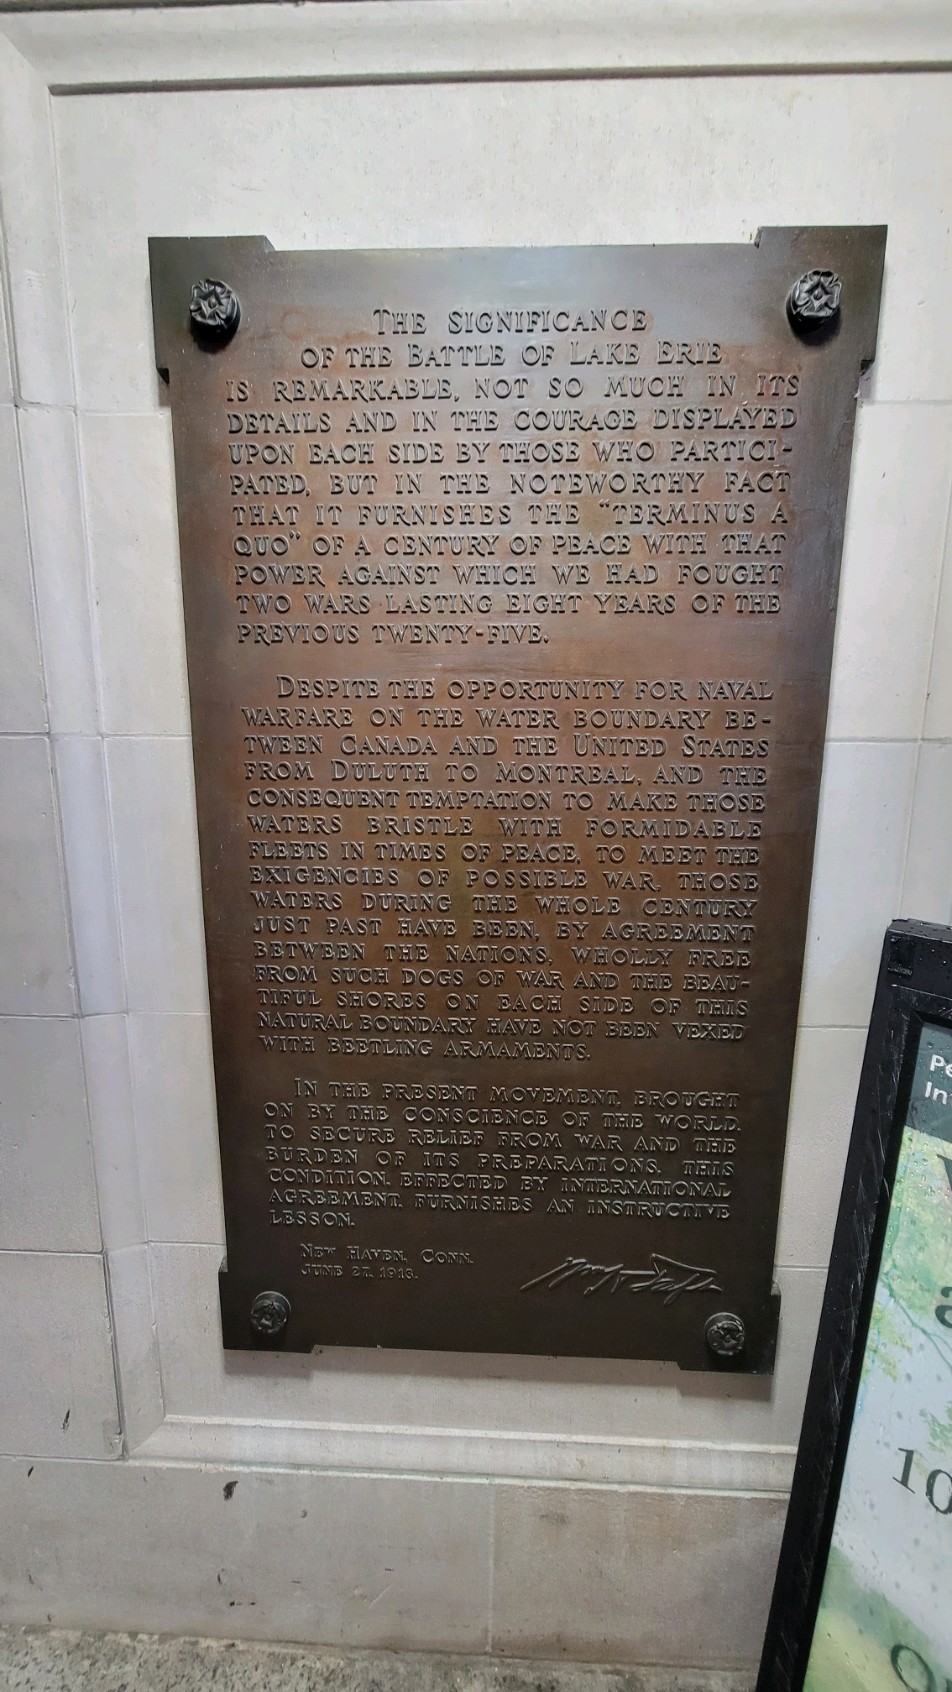 THE SIGNIFICANCE
OF THE BATTLE OF LAKE ERIE
IS REMARKABLE, NOT SO MUCH IN ITS
DETAILS AND IN THE COURAGE DISPLAYED
UPON EACH SIDE BY THOSE WHO PARTICI-
PATED, BUT IN THE NOTEWORTHY FACT
THAT IT FURNISHES THE "TERMINUS A
QUO" OF A CENTURY OF PEACE WITH THAT
POWER AGAINST WHICH WE HAD FOUGHT
TWO WARS LASTING EIGHT YEARS OF THE
PREVIOUS TWENTY-FIVE.
DESPITE THE OPPORTUNITY FOR NAVAL
WARFARE ON THE WATER BOUNDARY BE-
TWEEN CANADA AND THE UNITED STATES
FROM DULUTH TO MONTREAL, AND THE
CONSEQUENT TEMPTATION TO MAKE THOSE
WATERS BRISTLE WITH FORMIDABLE
FLEETS IN TIMES OF PEACE, TO MEET THE
EXIGENCIES OF POSSIBLE WAR, THOSE
WATERS DURING THE WHOLE CENTURY
JUST PAST HAVE BEEN, BY AGREEMENT
BETWEEN THE NATIONS, WHOLLY FREE
FROM SUCH DOGS OF WAR AND THE BEAU-
TIFUL SHORES ON EACH SIDE OF THIS
NATURAL BOUNDARY HAVE NOT BEEN VEXED
WITH BEETLING ARMAMENTS.
IN THE PRESENT MOVEMENT, BROUGHT
ON BY THE CONSCIENCE OF THE WORLD,
TO SECURE RELIEF FROM WAR AND THE
BURDEN OF ITS PREPARATIONS, THIS
CONDITION, EFFECTED BY INTERNATIONAL
AGREEMENT, FURNISHES AN INSTRUCTIVE
LESSON.
NEW HAVEN, CONN.
JUNE 27, 1913.
Wm H Taft
10